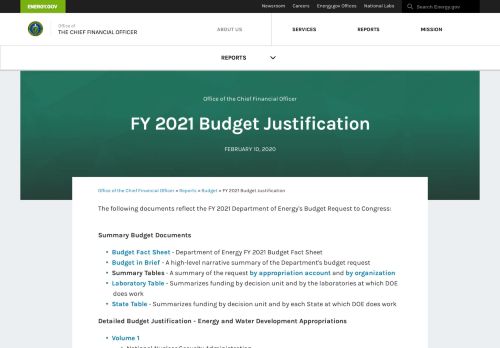 ENERGY.GOV
Newsroom Careers Energy.gov Offices National Labs Search Energy.gov
Office of
THE CHIEF FINANCIAL OFFICER
ABOUT US SERVICES REPORTS MISSION
REPORTS
Office of the Chief Financial Officer
FY 2021 Budget Justification
FEBRUARY 10, 2020
Office of the Chief Financial Officer » Reports » Budget » FY 2021 Budget Justification
The following documents reflect the FY 2021 Department of Energy's Budget Request to Congress:
Summary Budget Documents
• Budget Fact Sheet - Department of Energy FY 2021 Budget Fact Sheet
• Budget in Brief - A high-level narrative summary of the Department's budget request
• Summary Tables - A summary of the request by appropriation account and by organization
• Laboratory Table - Summarizes funding by decision unit and by the laboratories at which DOE
does work
• State Table - Summarizes funding by decision unit and by each State at which DOE does work
Detailed Budget Justification - Energy and Water Development Appropriations
• Volume 1
National Nuclear Security Administration